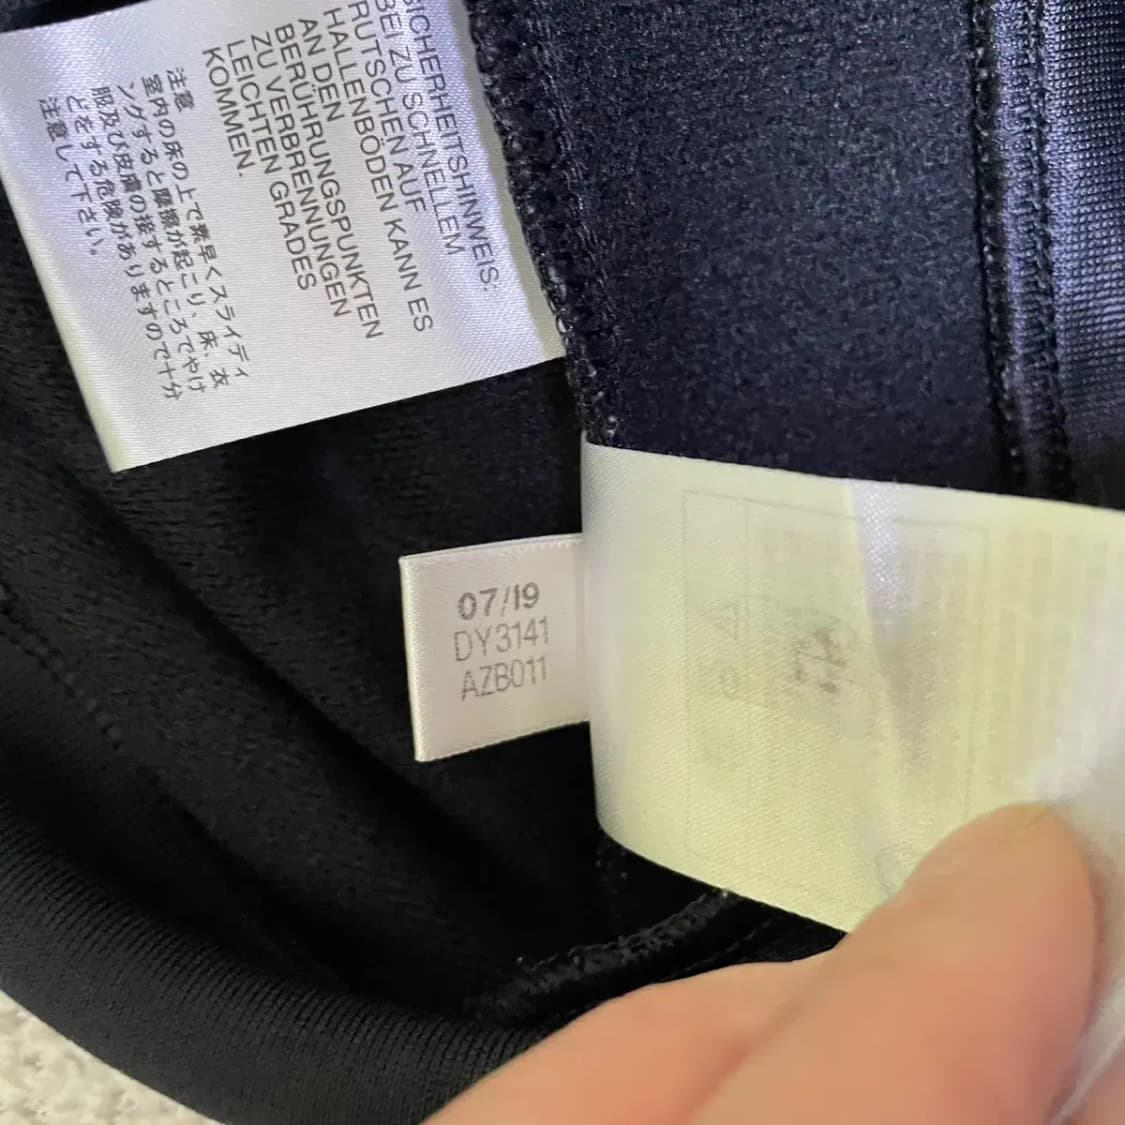 SICHERHEITSHINWEIS:
BEI ZU SCHNELLEM
RUTSCHEN AUF
HALLENBÖDEN KANN ES
AN DEN
BERÜHRUNGSPUNKTEN
ZU VERBRENNUNGEN
LEICHTEN GRADES
KOMMEN.
注意
室内の床の上で素早くスライディ
ングすると摩擦が起こり、床、衣
服及び皮膚の接するところでやけ
どをする危険がありますので十分
注意して下さい。
07/19
DY3141
AZB011